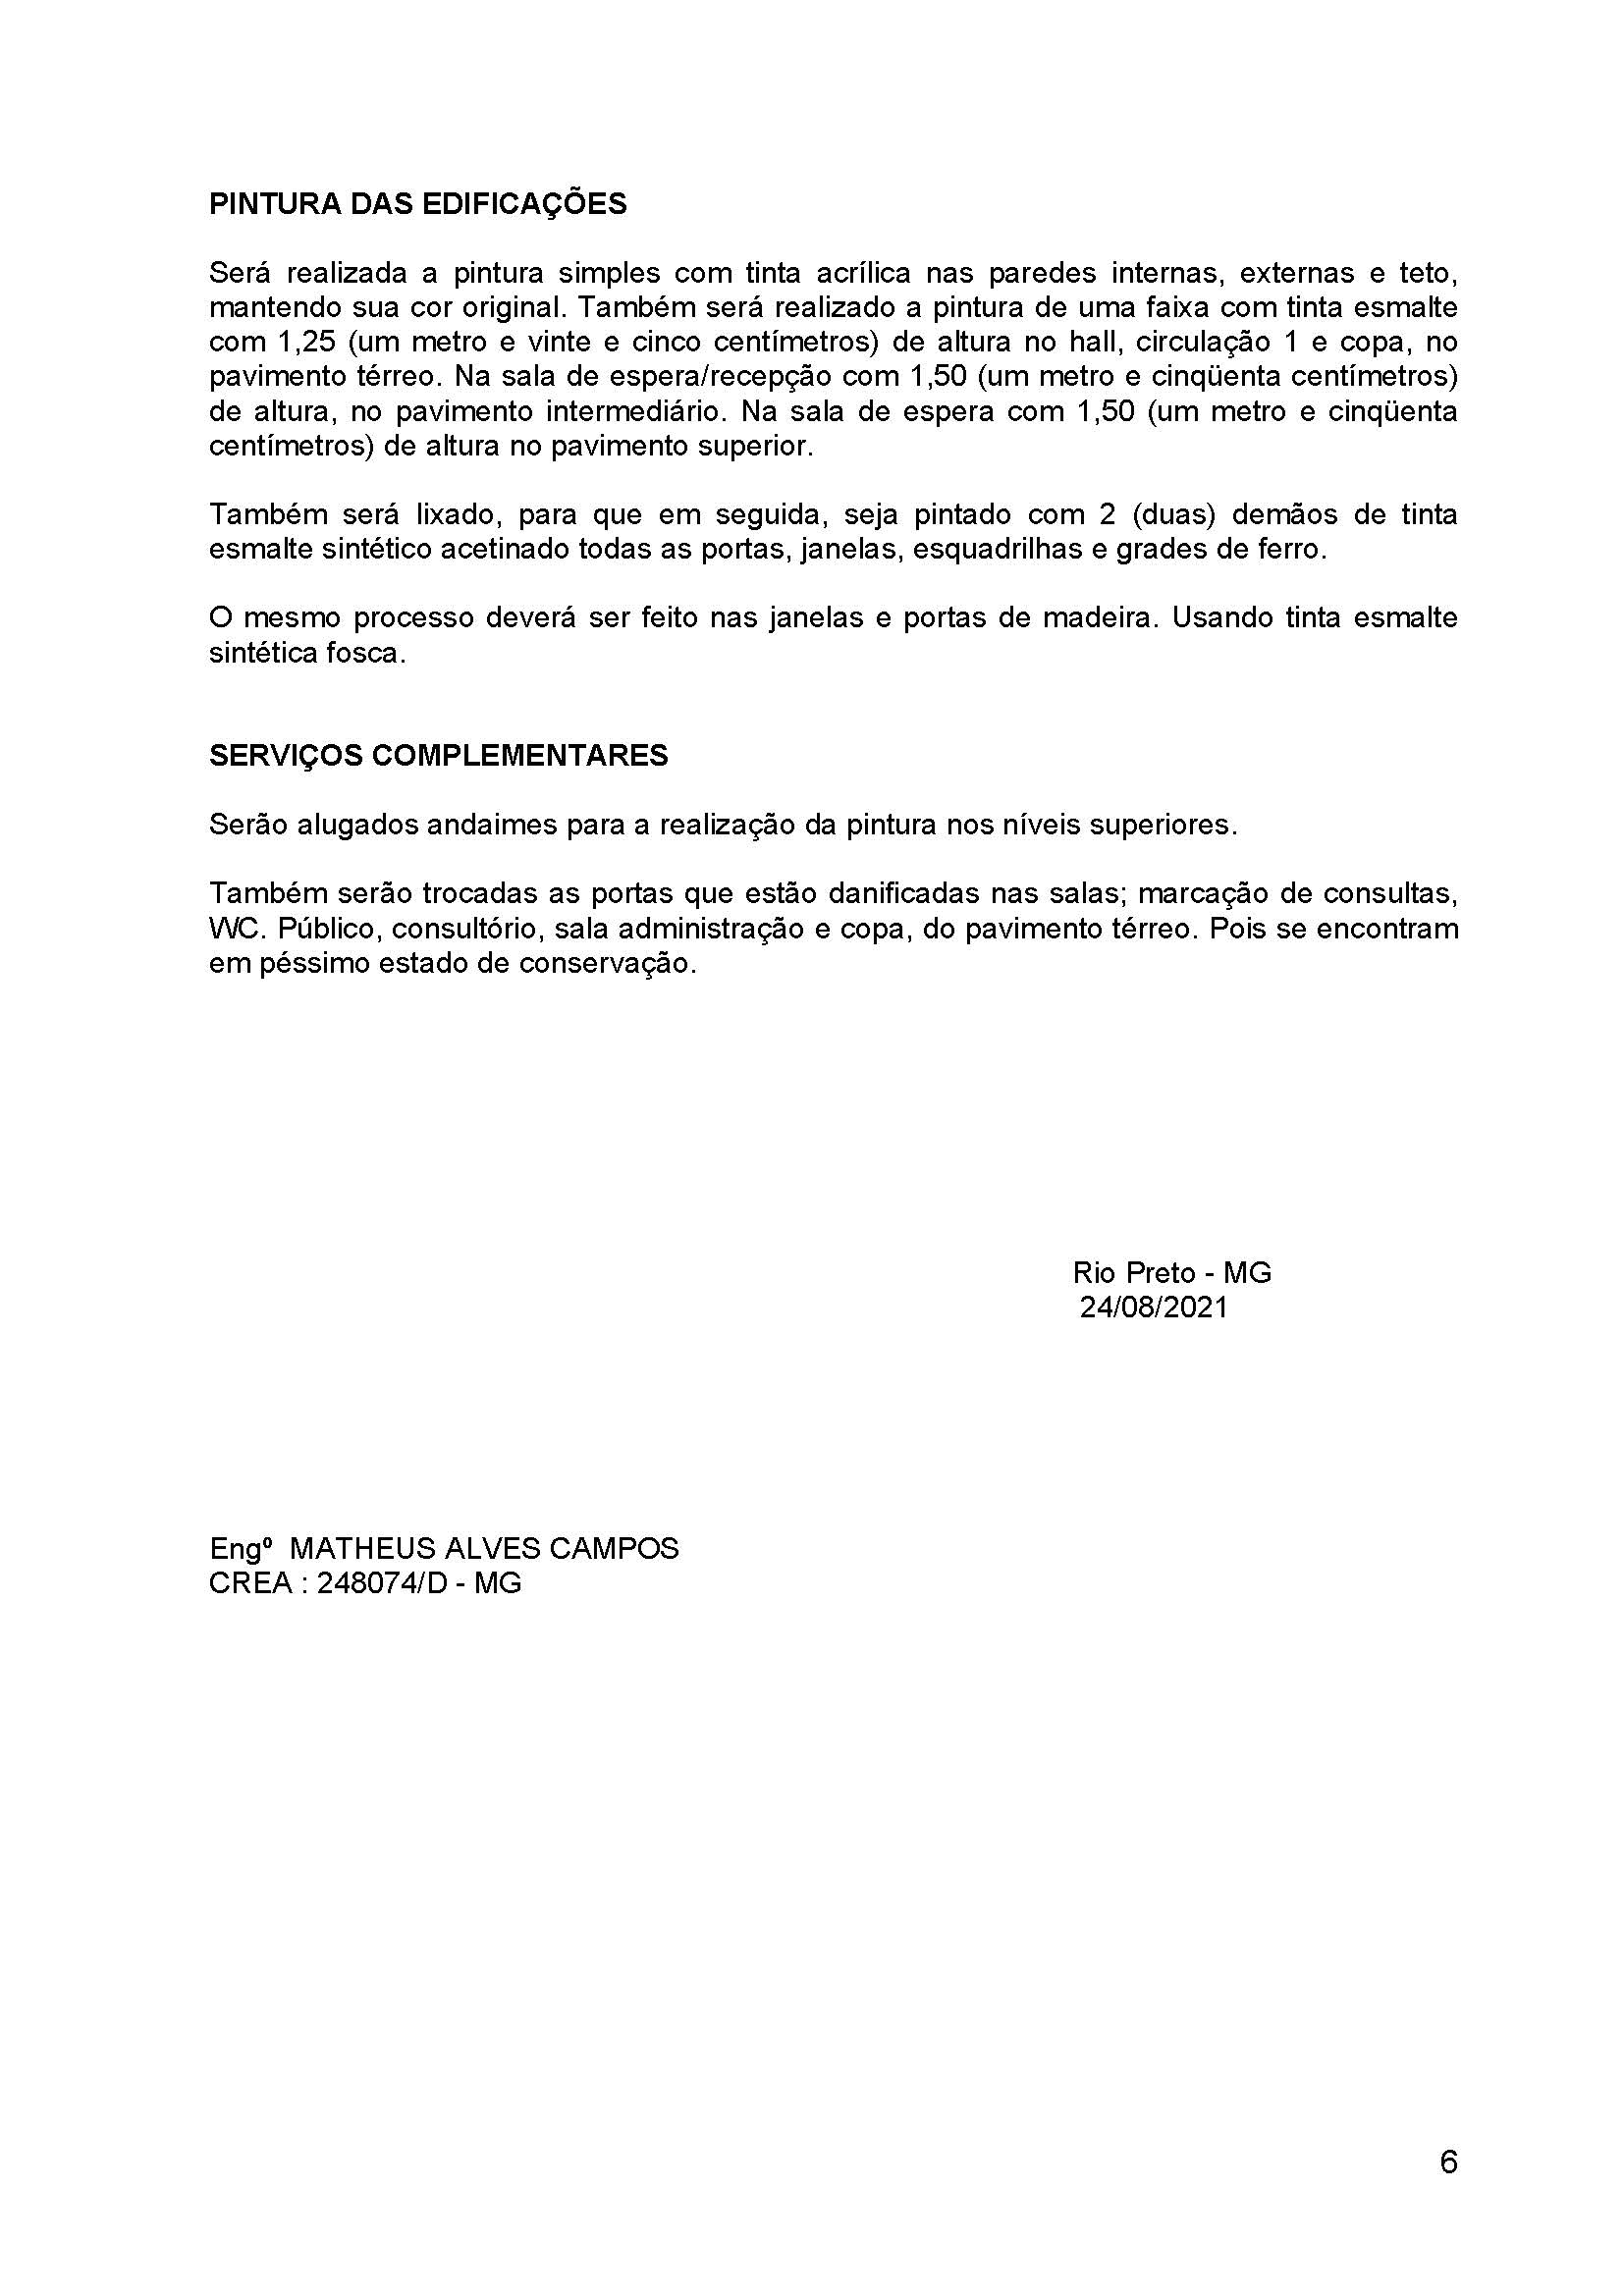 PINTURA DAS EDIFICAÇÕES
Será realizada a pintura simples com tinta acrílica nas paredes internas, externas e teto,
mantendo sua cor original. Também será realizado a pintura de uma faixa com tinta esmalte
com 1,25 (um metro e vinte e cinco centímetros) de altura no hall, circulação 1 e copa, no
pavimento térreo. Na sala de espera/recepção com 1,50 (um metro e cinqüenta centímetros)
de altura, no pavimento intermediário. Na sala de espera com 1,50 (um metro e cinqüenta
centímetros) de altura no pavimento superior.
Também será lixado, para que em seguida, seja pintado com 2 (duas) demãos de tinta
esmalte sintético acetinado todas as portas, janelas, esquadrilhas e grades de ferro.
O mesmo processo deverá ser feito nas janelas e portas de madeira. Usando tinta esmalte
sintética fosca.
SERVIÇOS COMPLEMENTARES
Serão alugados andaimes para a realização da pintura nos níveis superiores.
Também serão trocadas as portas que estão danificadas nas salas; marcação de consultas,
WC. Público, consultório, sala administração e copa, do pavimento térreo. Pois se encontram
em péssimo estado de conservação.
Rio Preto - MG
24/08/2021
Engº  MATHEUS ALVES CAMPOS
CREA : 248074/D - MG
6